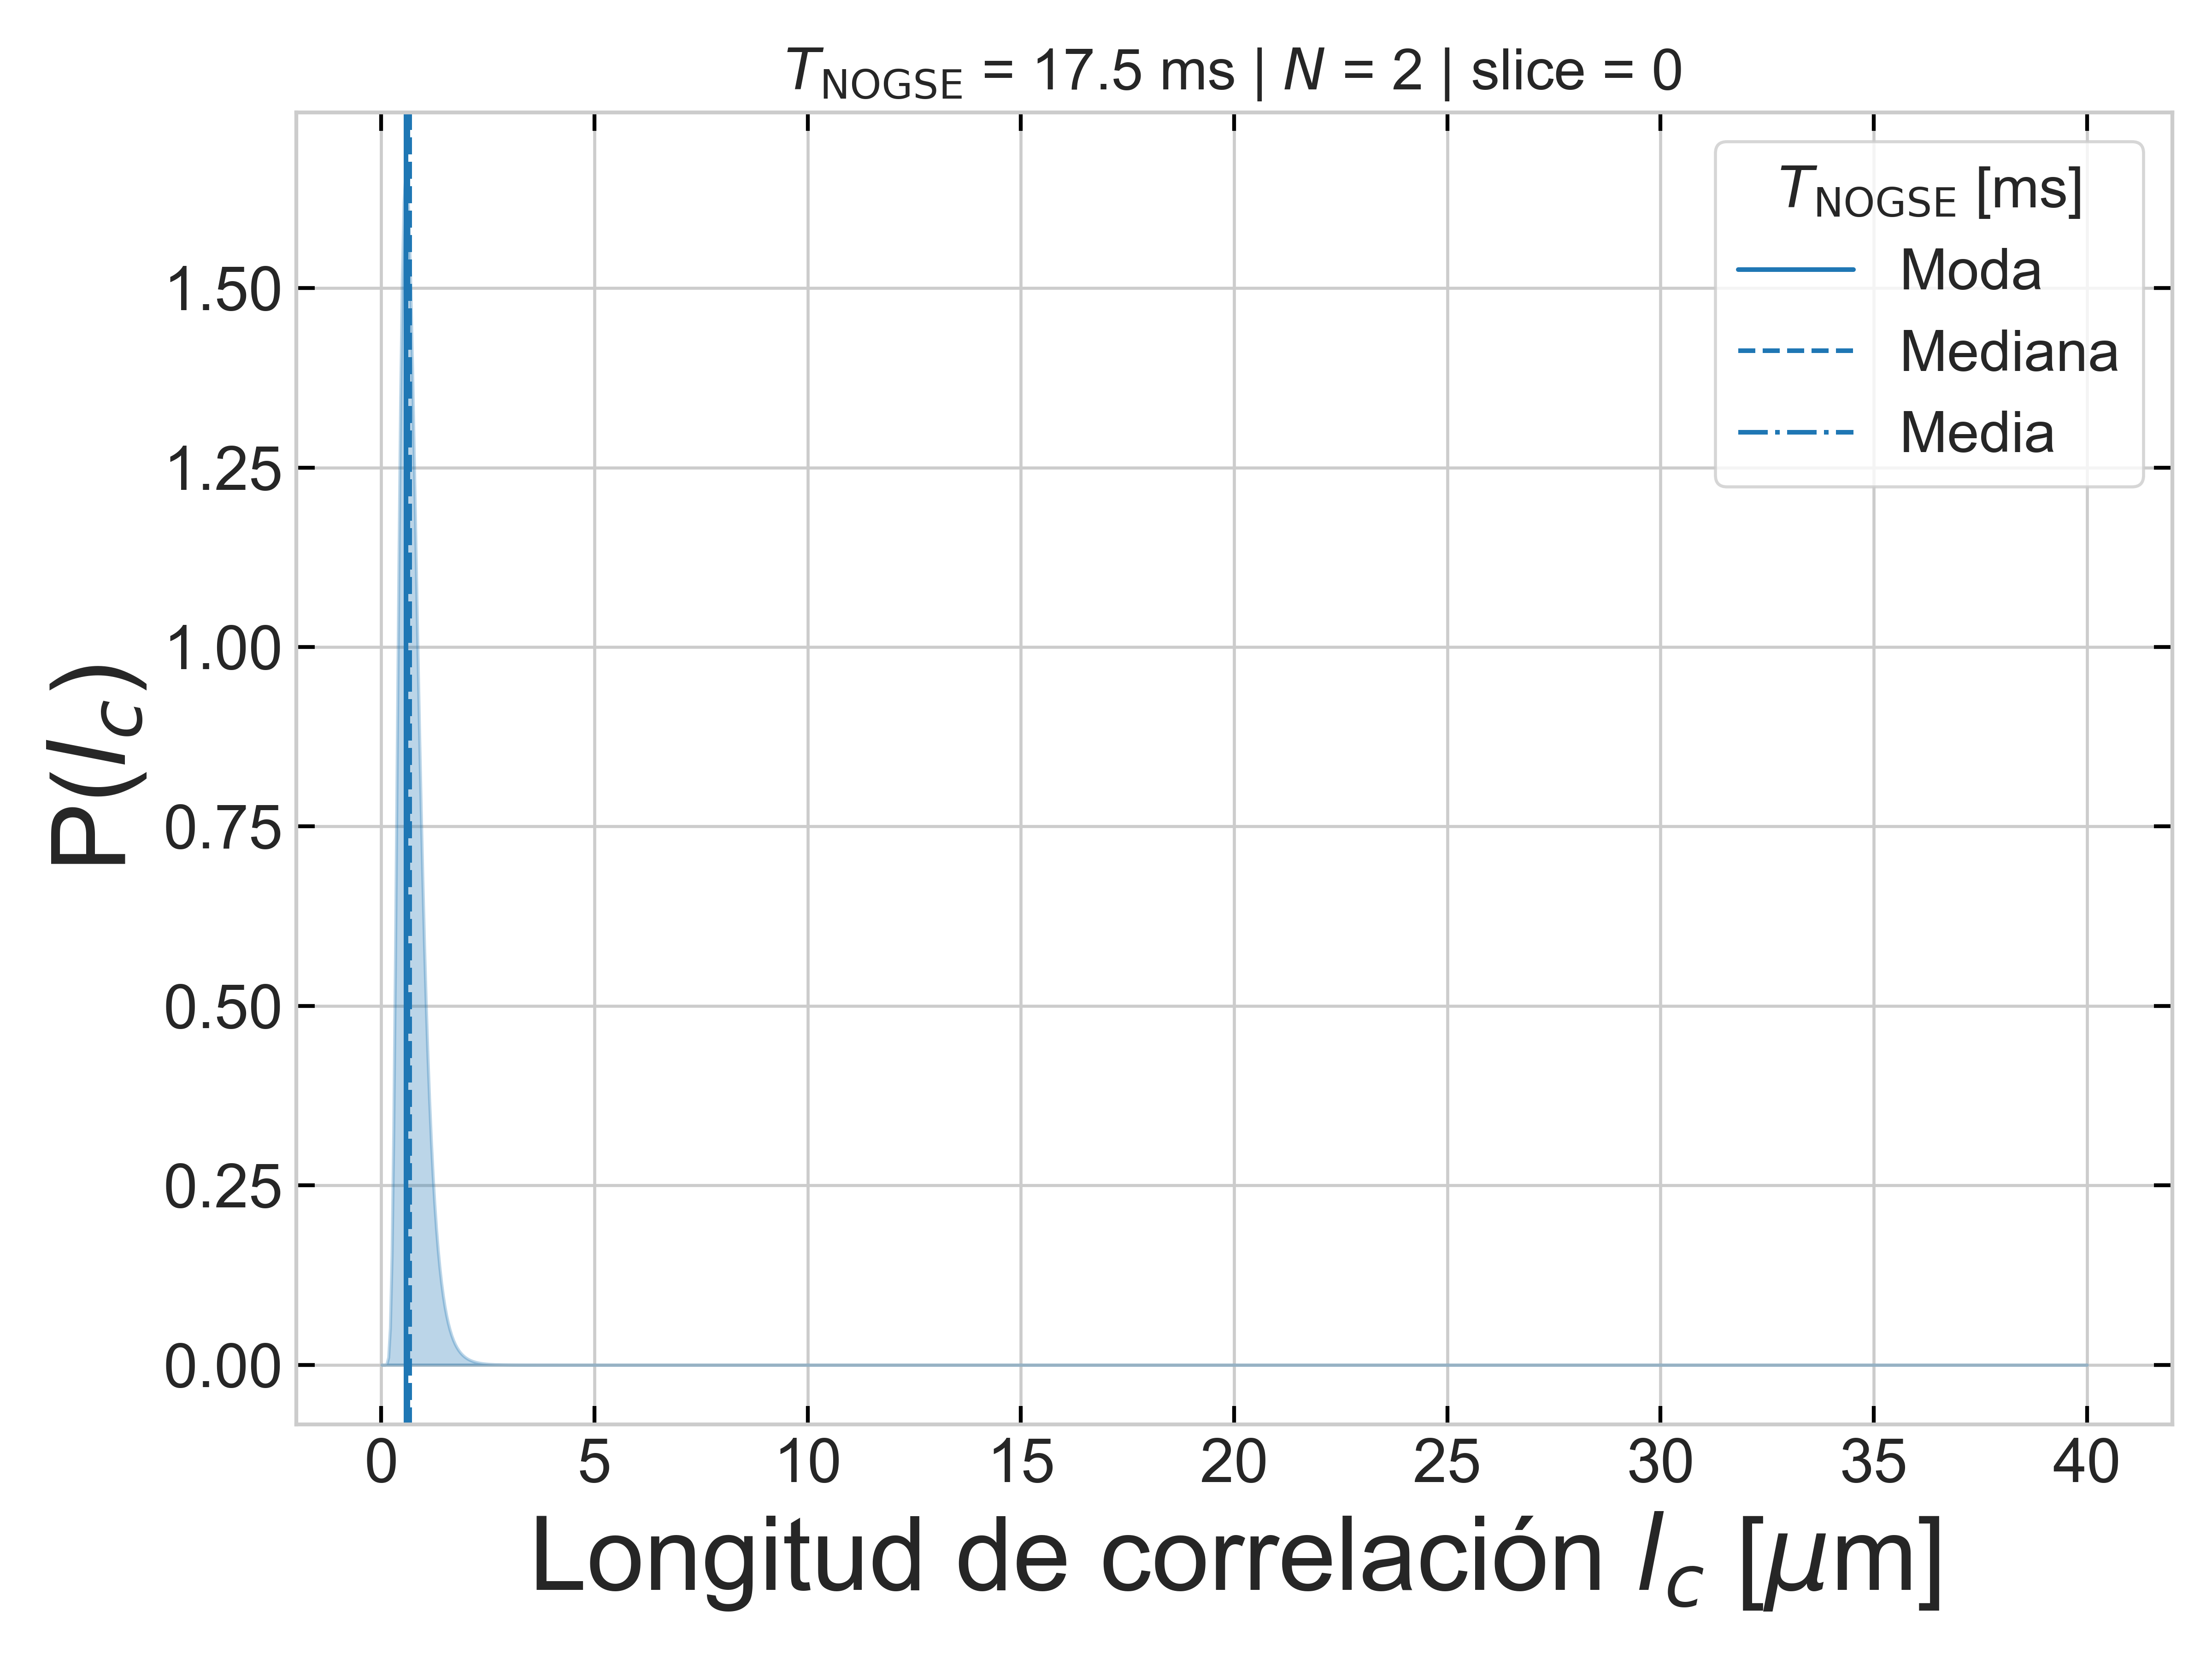 T_NOGSE = 17.5 ms | N = 2 | slice = 0
T_NOGSE [ms]
Moda
Mediana
Media
1.50
1.25
1.00
0.75
0.50
0.25
0.00
P(l_c)
0 5 10 15 20 25 30 35 40
Longitud de correlación l_c [μm]